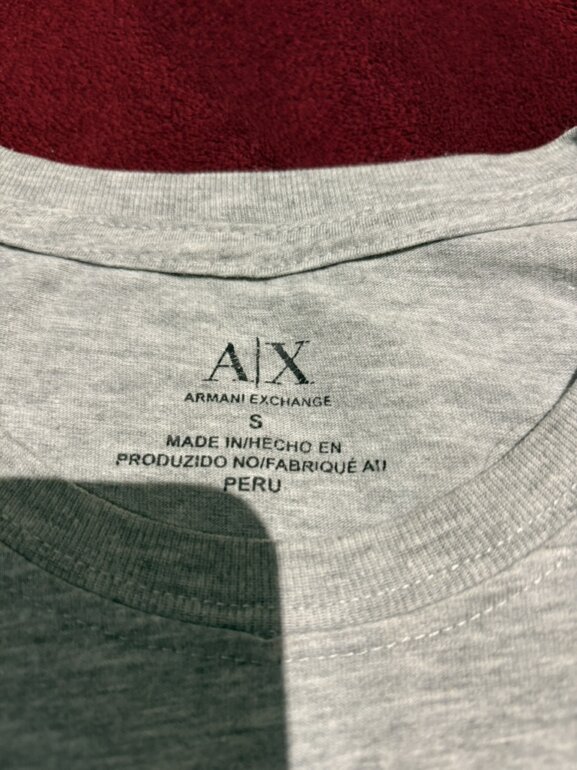 A|X
ARMANI EXCHANGE
S
MADE IN/HECHO EN
PRODUZIDO NO/FABRIQUÉ AU
PERU